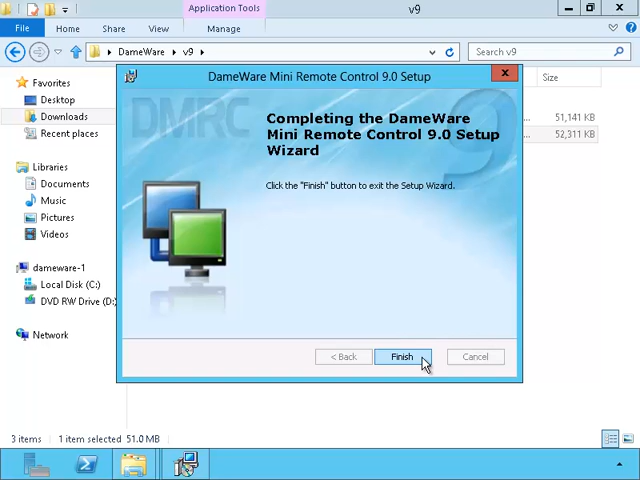 Application Tools
v9
File
Home
Share
View
Manage
DameWare
v9
Search v9
DameWare Mini Remote Control 9.0 Setup
Favorites
Desktop
Downloads
Recent places
Libraries
Documents
Music
Pictures
Videos
dameware-1
Local Disk (C:)
DVD RW Drive (D:)
Network
Size
51,141 KB
52,311 KB
DMRC
9
Completing the DameWare
Mini Remote Control 9.0 Setup
Wizard
Click the "Finish" button to exit the Setup Wizard.
< Back
Finish
Cancel
3 items
1 item selected 51.0 MB